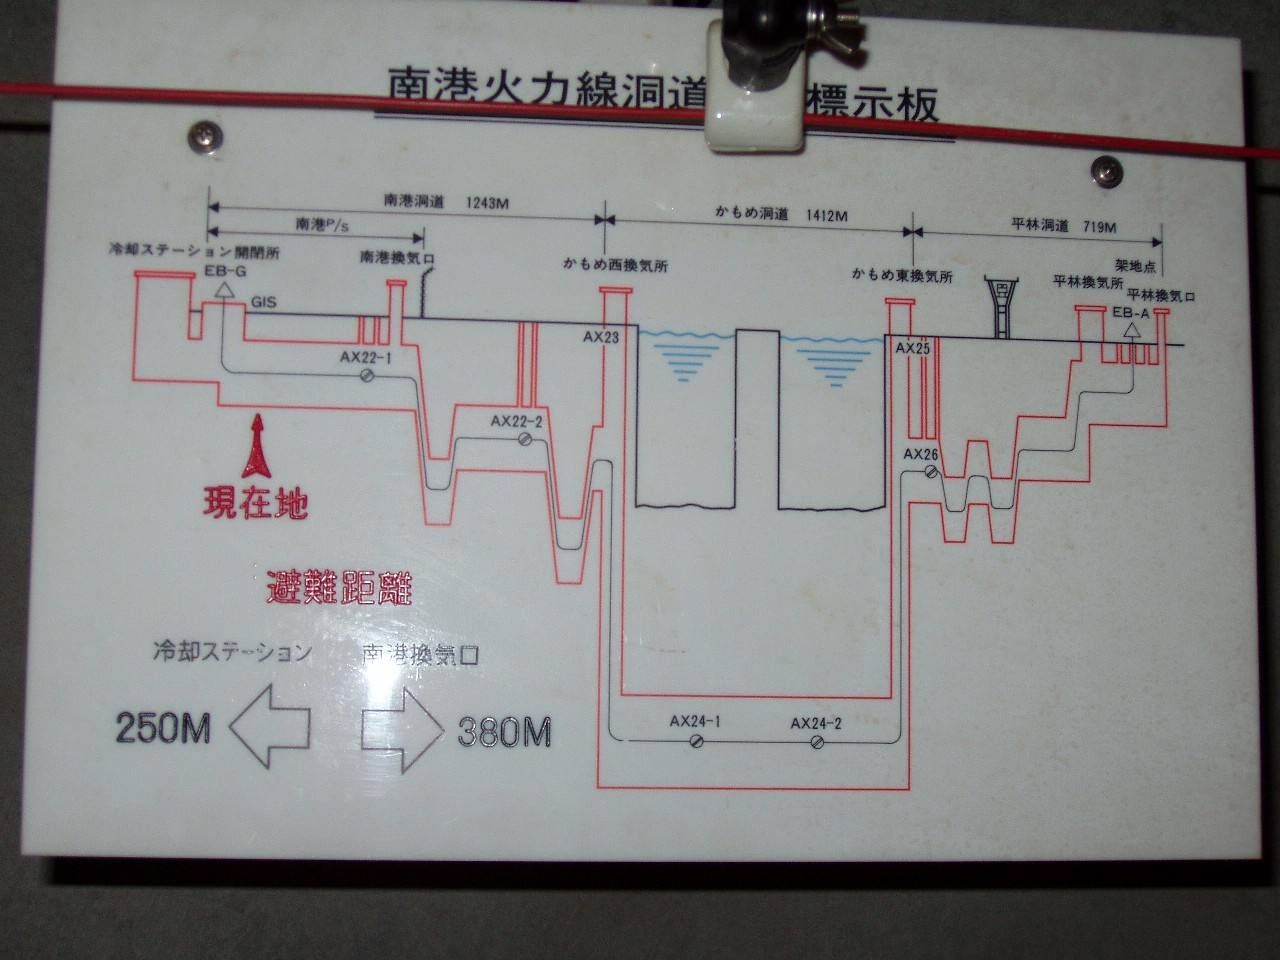 南港火力線洞道 標示板
南港洞道 1243M
かもめ洞道 1412M
平林洞道 719M
南港P/s
冷却ステーション開閉所
南港換気口
かもめ西換気所
かもめ東換気所
架地点
平林換気所
平林換気口
EB-G
GIS
EB-A
AX22-1
AX23
AX25
AX22-2
AX26
現在地
避難距離
冷却ステーション 南港換気口
250M 380M
AX24-1 AX24-2